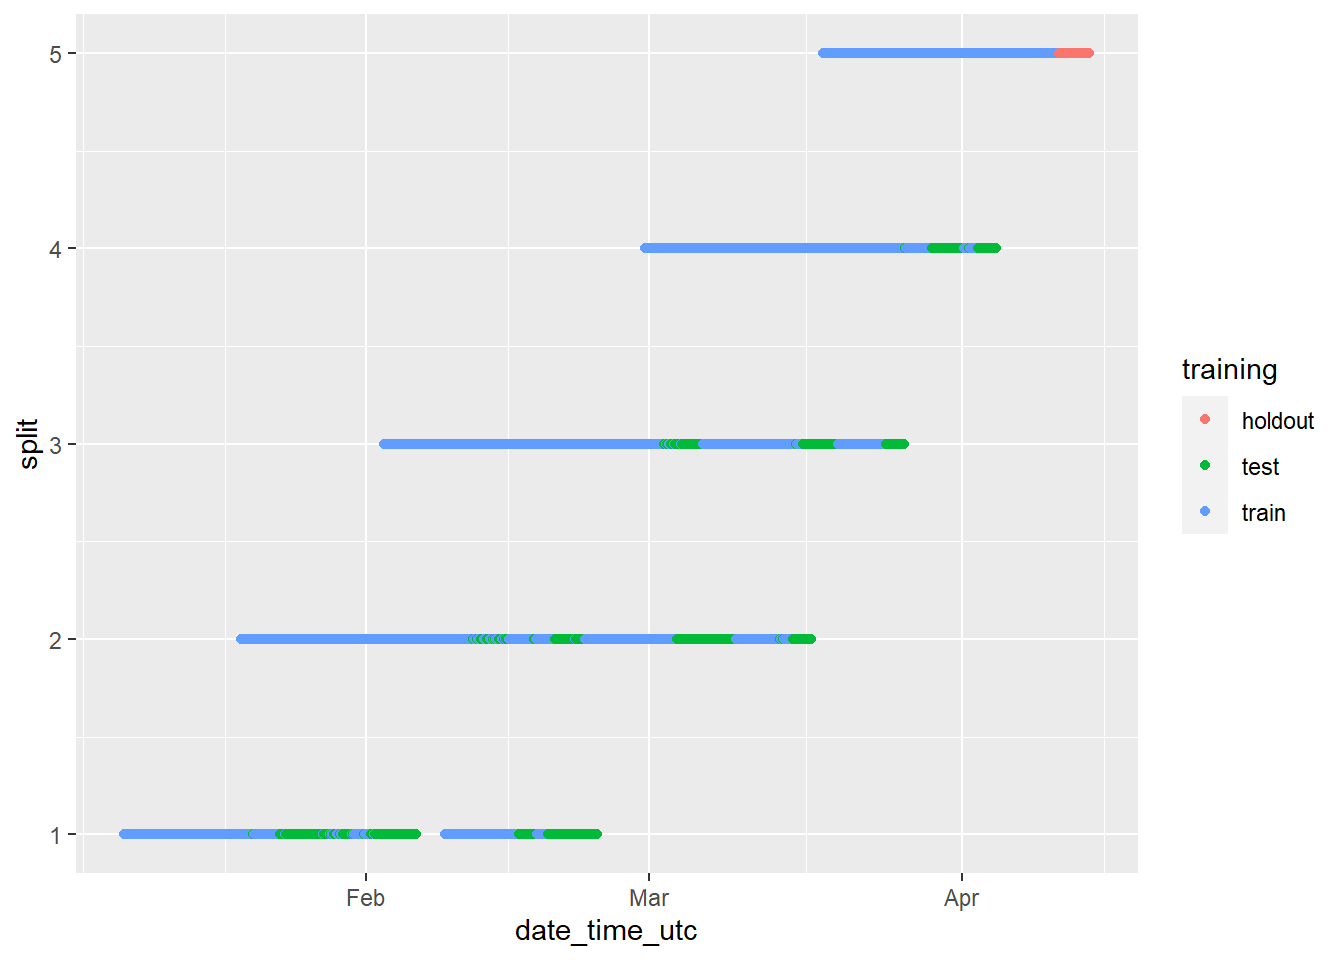 5
4
3
2
1
split
Feb
Mar
Apr
date_time_utc
training
holdout
test
train